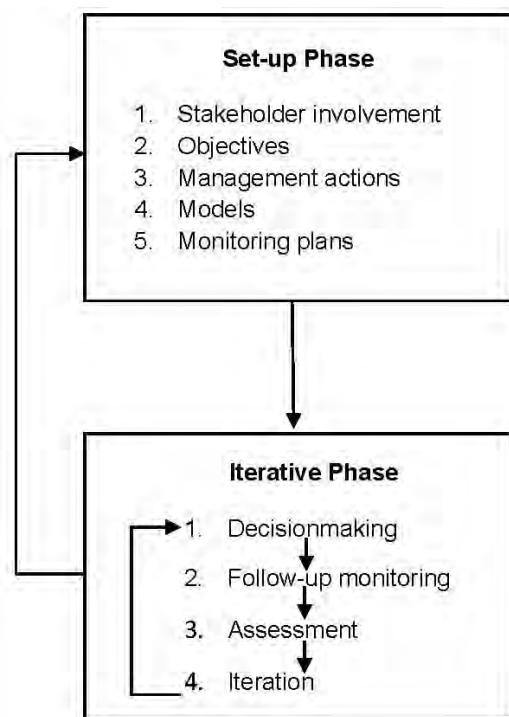 Set-up Phase
1. Stakeholder involvement
2. Objectives
3. Management actions
4. Models
5. Monitoring plans
Iterative Phase
1. Decisionmaking
2. Follow-up monitoring
3. Assessment
4. Iteration